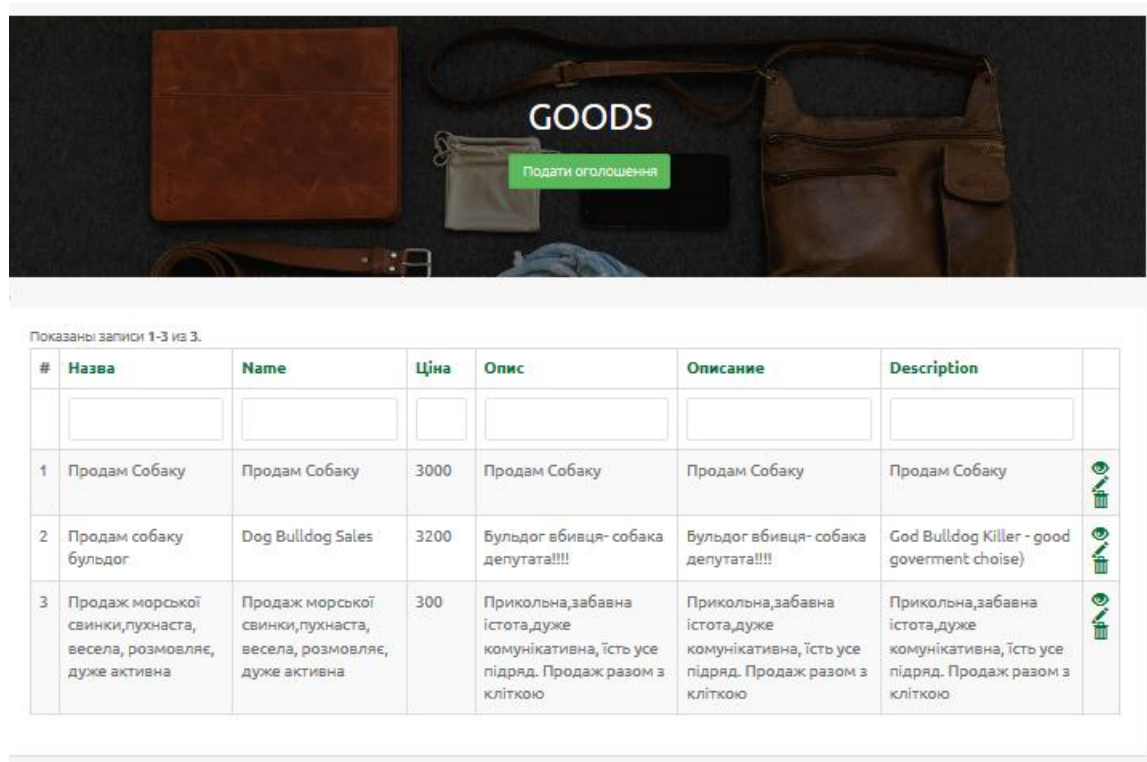 GOODS
Подати оголошення
Показаны записи 1-3 из 3.
# Назва Name Ціна Опис Описание Description
1 Продам Собаку Продам Собаку 3000 Продам Собаку Продам Собаку Продам Собаку
2 Продам собаку Dog Bulldog Sales 3200 Бульдог вбивця- собака Бульдог вбивця- собака God Bulldog Killer - good
бульдог депутата!!!! депутата!!!! goverment choise)
3 Продаж морської Продаж морської 300 Прикольна,забавна Прикольна,забавна Прикольна,забавна
свинки,пухнаста, свинки,пухнаста, істота,дуже істота,дуже істота,дуже
весела, розмовляє, весела, розмовляє, комунікативна, їсть усе комунікативна, їсть усе комунікативна, їсть усе
дуже активна дуже активна підряд. Продаж разом з підряд. Продаж разом з підряд. Продаж разом з
кліткою кліткою кліткою